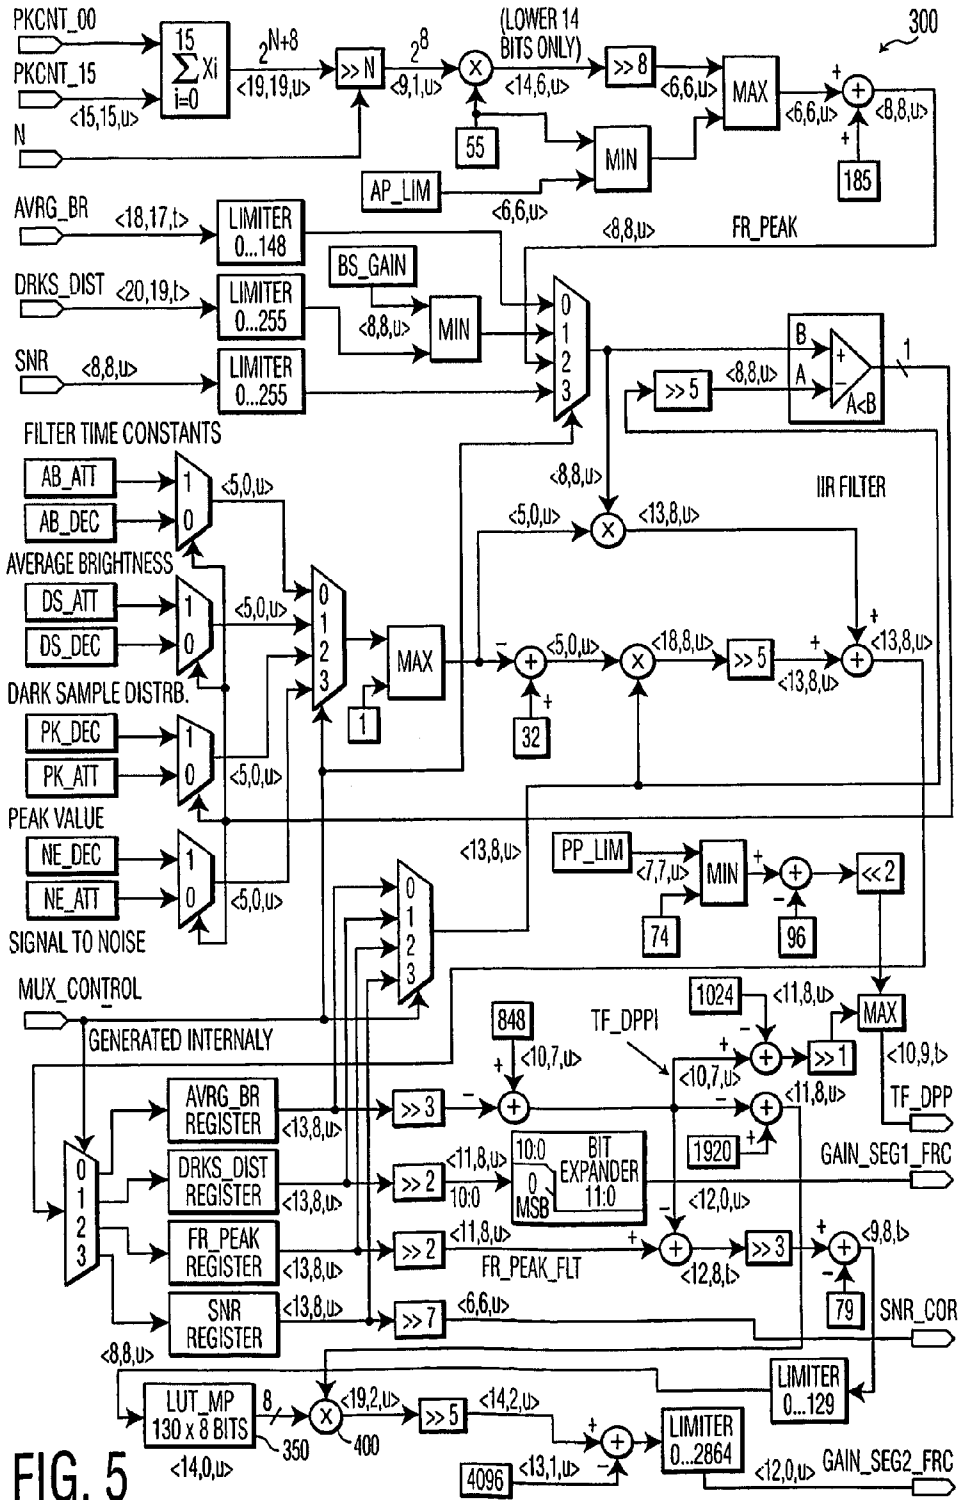 PKCNT_00
PKCNT_15
<15,15,u>
N
15
Σ Xi
i=0
2^N+8
<19,19,u>
>> N
2^8
<9,1,u>
X
55
(LOWER 14
BITS ONLY)
<14,6,u>
>> 8
<6,6,u>
MAX
<6,6,u>
+
+
+
<8,8,u>
300
185
MIN
AP_LIM
<6,6,u>
AVRG_BR
<18,17,t>
LIMITER
0...148
<8,8,u>
FR_PEAK
DRKS_DIST
<20,19,t>
LIMITER
0...255
BS_GAIN
<8,8,u>
MIN
0
1
2
3
SNR
<8,8,u>
LIMITER
0...255
>> 5
<8,8,u>
B
A
+
-
A<B
1
FILTER TIME CONSTANTS
AB_ATT
AB_DEC
1
0
<5,0,u>
<8,8,u>
IIR FILTER
<5,0,u>
X
<13,8,u>
AVERAGE BRIGHTNESS
DS_ATT
DS_DEC
1
0
<5,0,u>
0
1
2
3
MAX
1
-
+
+
32
<5,0,u>
X
<18,8,u>
>> 5
<13,8,u>
+
+
+
<13,8,u>
DARK SAMPLE DISTRB.
PK_DEC
PK_ATT
1
0
<5,0,u>
PEAK VALUE
NE_DEC
NE_ATT
1
0
<5,0,u>
SIGNAL TO NOISE
<13,8,u>
0
1
2
3
PP_LIM
<7,7,u>
MIN
74
+
+
-
96
<< 2
MUX_CONTROL
GENERATED INTERNALY
1024
<11,8,u>
-
+
+
>> 1
MAX
<10,9,t>
TF_DPP
848
<10,7,u>
+
-
+
TF_DPPI
<10,7,u>
<11,8,u>
-
+
+
1920
AVRG_BR
REGISTER
<13,8,u>
>> 3
0
1
2
3
DRKS_DIST
REGISTER
<13,8,u>
>> 2
<11,8,u>
10:0
10:0
0
MSB
BIT
EXPANDER
11:0
<12,0,u>
GAIN_SEG1_FRC
FR_PEAK
REGISTER
<13,8,u>
>> 2
<11,8,u>
FR_PEAK_FLT
+
-
+
<12,8,t>
>> 3
+
+
-
79
<9,8,t>
SNR
REGISTER
<13,8,u>
>> 7
<6,6,u>
SNR_COR
<8,8,u>
LIMITER
0...129
LUT_MP
130 x 8 BITS
<14,0,u>
350
8
X
400
<19,2,u>
>> 5
<14,2,u>
+
+
-
4096
<13,1,u>
LIMITER
0...2864
<12,0,u>
GAIN_SEG2_FRC
FIG. 5